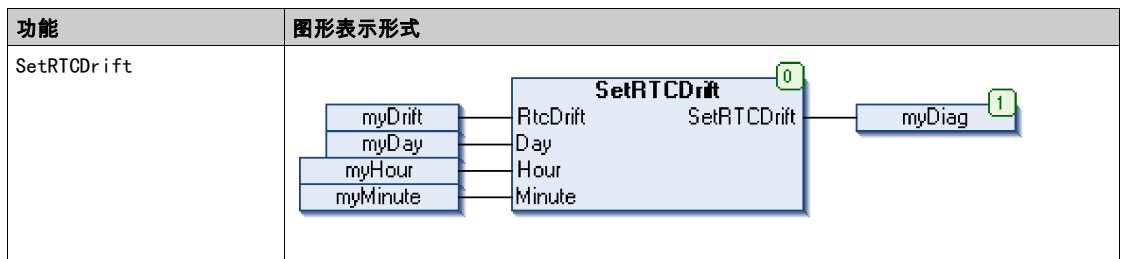 功能 图形表示形式
SetRTCDrift
0
SetRTCDrift
1
myDrift RtcDrift SetRTCDrift myDiag
myDay Day
myHour Hour
myMinute Minute